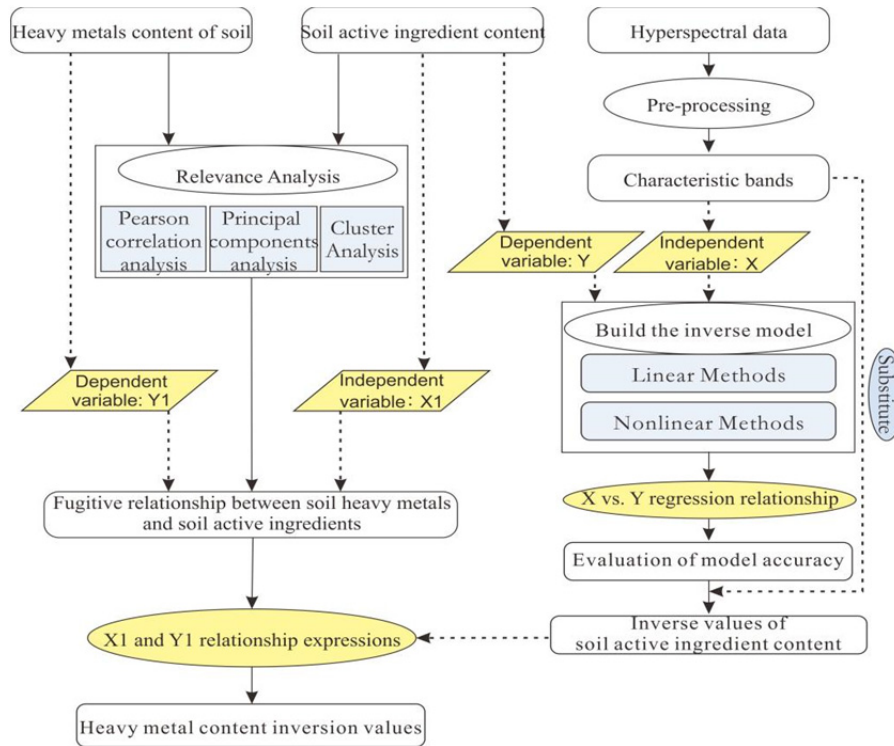 Heavy metals content of soil
Soil active ingredient content
Hyperspectral data
Pre-processing
Relevance Analysis
Characteristic bands
Pearson
correlation
analysis
Principal
components
analysis
Cluster
Analysis
Dependent
variable: Y
Independent
variable: X
Build the inverse model
Linear Methods
Nonlinear Methods
Substitute
Dependent
variable: Y1
Independent
variable: X1
X vs. Y regression relationship
Fugitive relationship between soil heavy metals
and soil active ingredients
Evaluation of model accuracy
X1 and Y1 relationship expressions
Inverse values of
soil active ingredient content
Heavy metal content inversion values